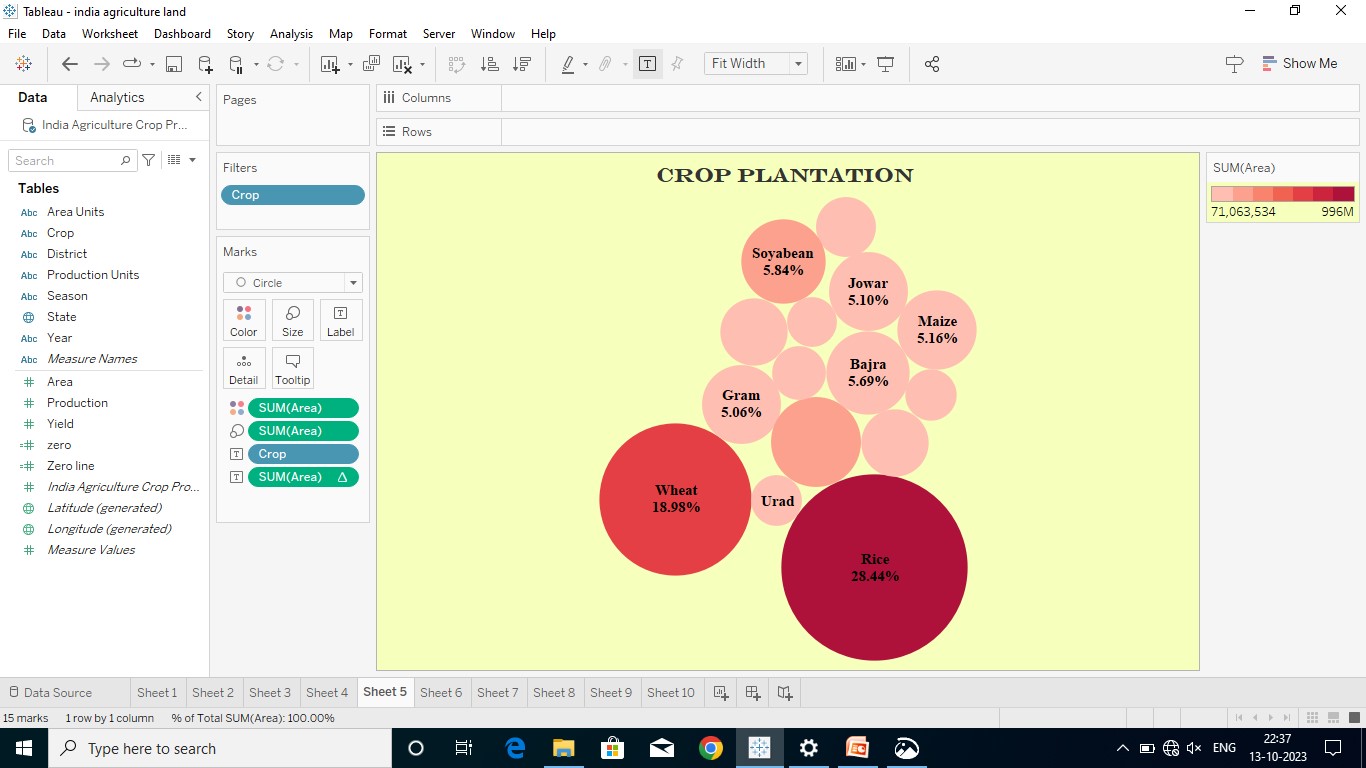 Tableau - india agriculture land
File Data Worksheet Dashboard Story Analysis Map Format Server Window Help
Fit Width
Show Me
Data Analytics
India Agriculture Crop Pr...
Search
Tables
Abc Area Units
Abc Crop
Abc District
Abc Production Units
Abc Season
State
Abc Year
Abc Measure Names
Area
Production
Yield
zero
Zero line
India Agriculture Crop Pro...
Latitude (generated)
Longitude (generated)
Measure Values
Pages
Filters
Crop
Marks
Circle
Color Size Label
Detail Tooltip
SUM(Area)
SUM(Area)
Crop
SUM(Area)
Columns
Rows
CROP PLANTATION
Soyabean
5.84%
Jowar
5.10%
Maize
5.16%
Bajra
5.69%
Gram
5.06%
Wheat
18.98%
Urad
Rice
28.44%
SUM(Area)
71,063,534 996M
Data Source Sheet 1 Sheet 2 Sheet 3 Sheet 4 Sheet 5 Sheet 6 Sheet 7 Sheet 8 Sheet 9 Sheet 10
15 marks 1 row by 1 column % of Total SUM(Area): 100.00%
Type here to search
ENG
22:37
13-10-2023